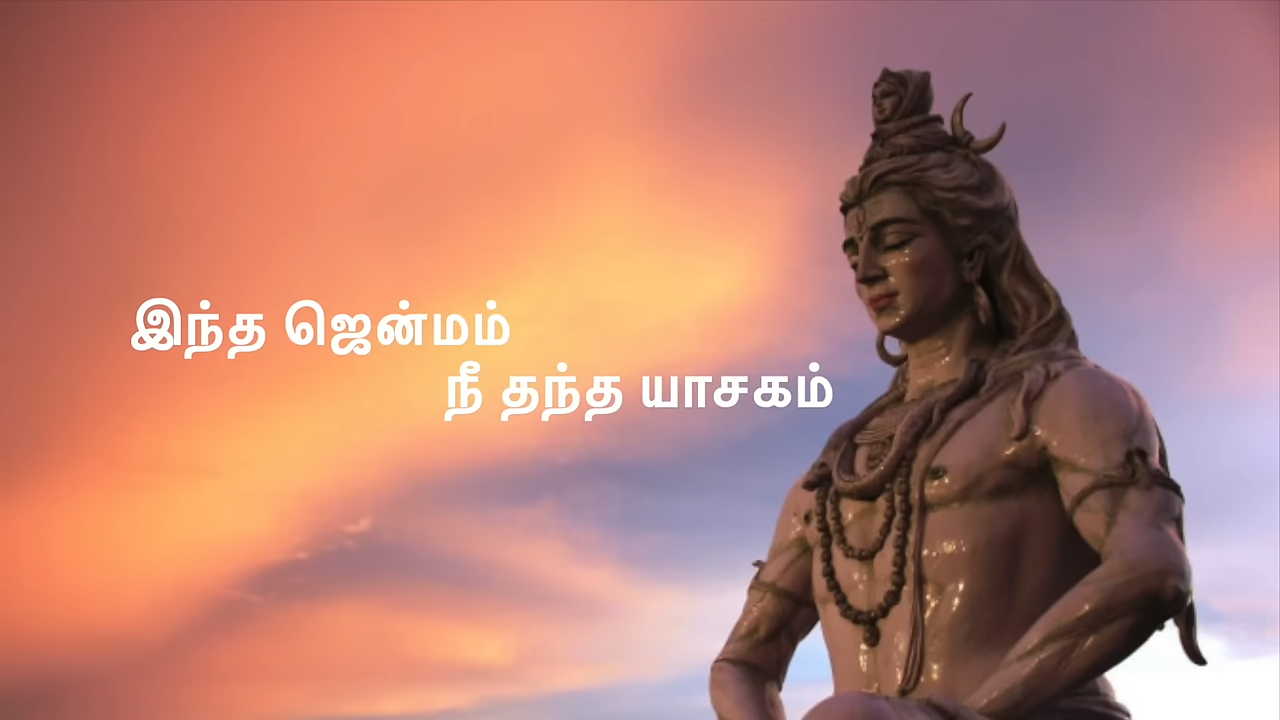 இந்த ஜென்மம்
நீ தந்த யாசகம்